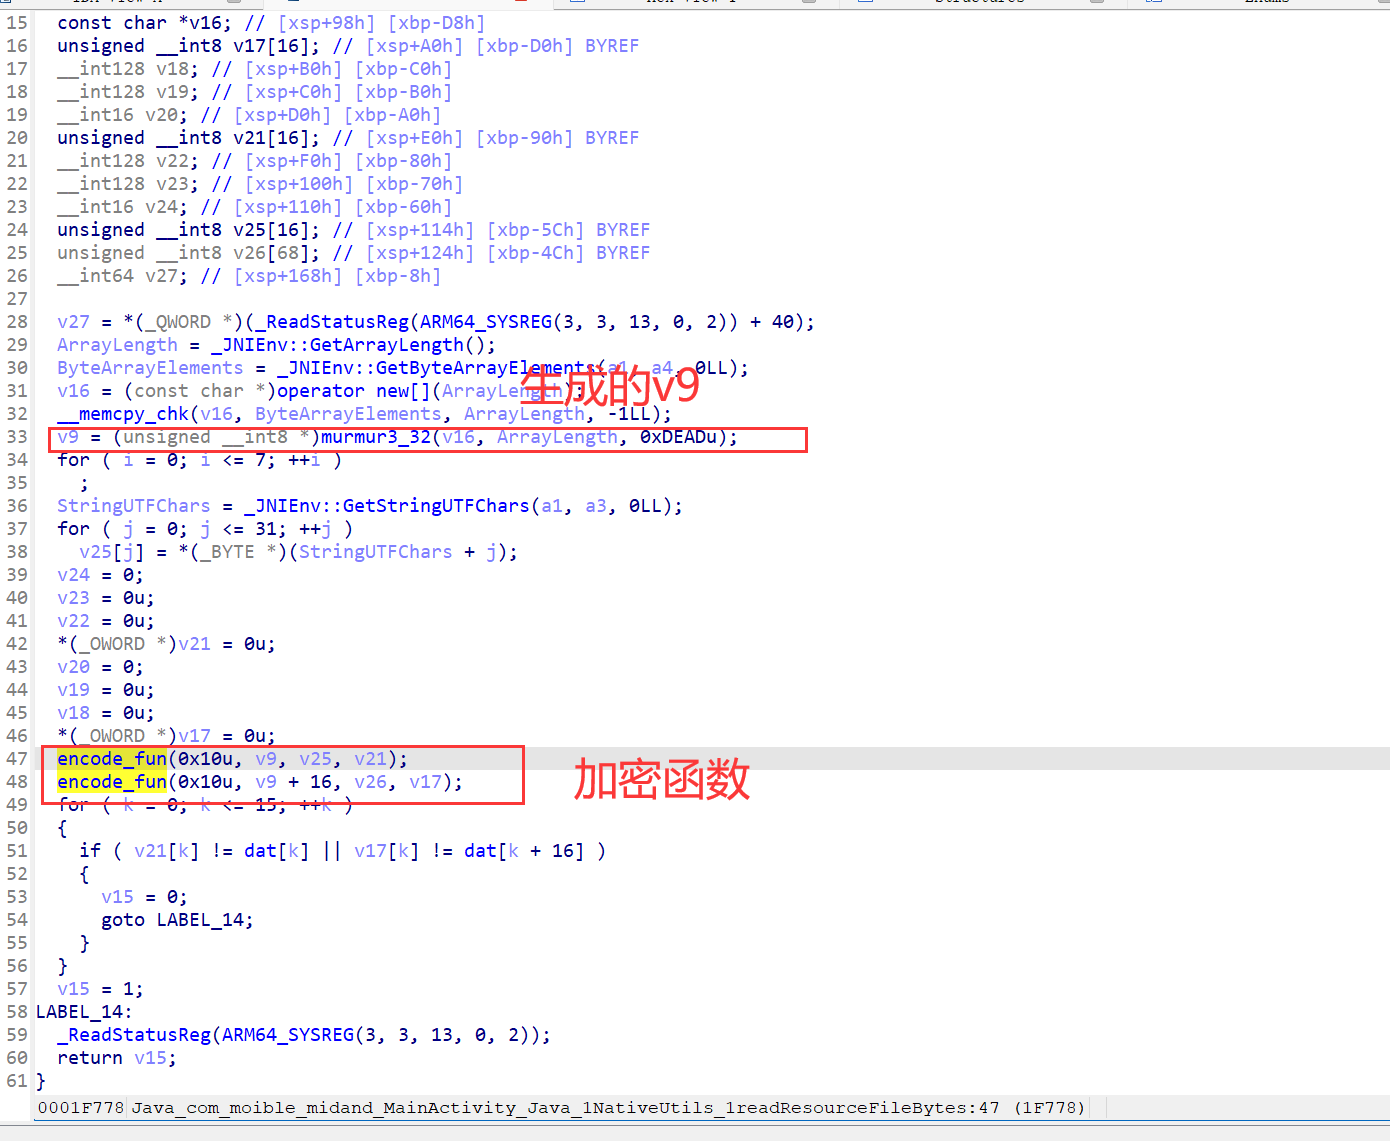 15 const char *v16; // [xsp+98h] [xbp-D8h]
16 unsigned __int8 v17[16]; // [xsp+A0h] [xbp-D0h] BYREF
17 __int128 v18; // [xsp+B0h] [xbp-C0h]
18 __int128 v19; // [xsp+C0h] [xbp-B0h]
19 __int16 v20; // [xsp+D0h] [xbp-A0h]
20 unsigned __int8 v21[16]; // [xsp+E0h] [xbp-90h] BYREF
21 __int128 v22; // [xsp+F0h] [xbp-80h]
22 __int128 v23; // [xsp+100h] [xbp-70h]
23 __int16 v24; // [xsp+110h] [xbp-60h]
24 unsigned __int8 v25[16]; // [xsp+114h] [xbp-5Ch] BYREF
25 unsigned __int8 v26[68]; // [xsp+124h] [xbp-4Ch] BYREF
26 __int64 v27; // [xsp+168h] [xbp-8h]
27
28 v27 = *(_QWORD *)(_ReadStatusReg(ARM64_SYSREG(3, 3, 13, 0, 2)) + 40);
29 ArrayLength = _JNIEnv::GetArrayLength();
30 ByteArrayElements = _JNIEnv::GetByteArrayElements(a1, a4, 0LL);
31 v16 = (const char *)operator new[](ArrayLength);
生成的v9
32 __memcpy_chk(v16, ByteArrayElements, ArrayLength, -1LL);
33 v9 = (unsigned __int8 *)murmur3_32(v16, ArrayLength, 0xDEADu);
34 for ( i = 0; i <= 7; ++i )
35 ;
36 StringUTFChars = _JNIEnv::GetStringUTFChars(a1, a3, 0LL);
37 for ( j = 0; j <= 31; ++j )
38 v25[j] = *(_BYTE *)(StringUTFChars + j);
39 v24 = 0;
40 v23 = 0u;
41 v22 = 0u;
42 *(_OWORD *)v21 = 0u;
43 v20 = 0;
44 v19 = 0u;
45 v18 = 0u;
46 *(_OWORD *)v17 = 0u;
47 encode_fun(0x10u, v9, v25, v21);
48 encode_fun(0x10u, v9 + 16, v26, v17);
加密函数
49 for ( k = 0; k <= 15; ++k )
50 {
51 if ( v21[k] != dat[k] || v17[k] != dat[k + 16] )
52 {
53 v15 = 0;
54 goto LABEL_14;
55 }
56 }
57 v15 = 1;
58 LABEL_14:
59 _ReadStatusReg(ARM64_SYSREG(3, 3, 13, 0, 2));
60 return v15;
61 }
0001F778 Java_com_moible_midand_MainActivity_Java_1NativeUtils_1readResourceFileBytes:47 (1F778)